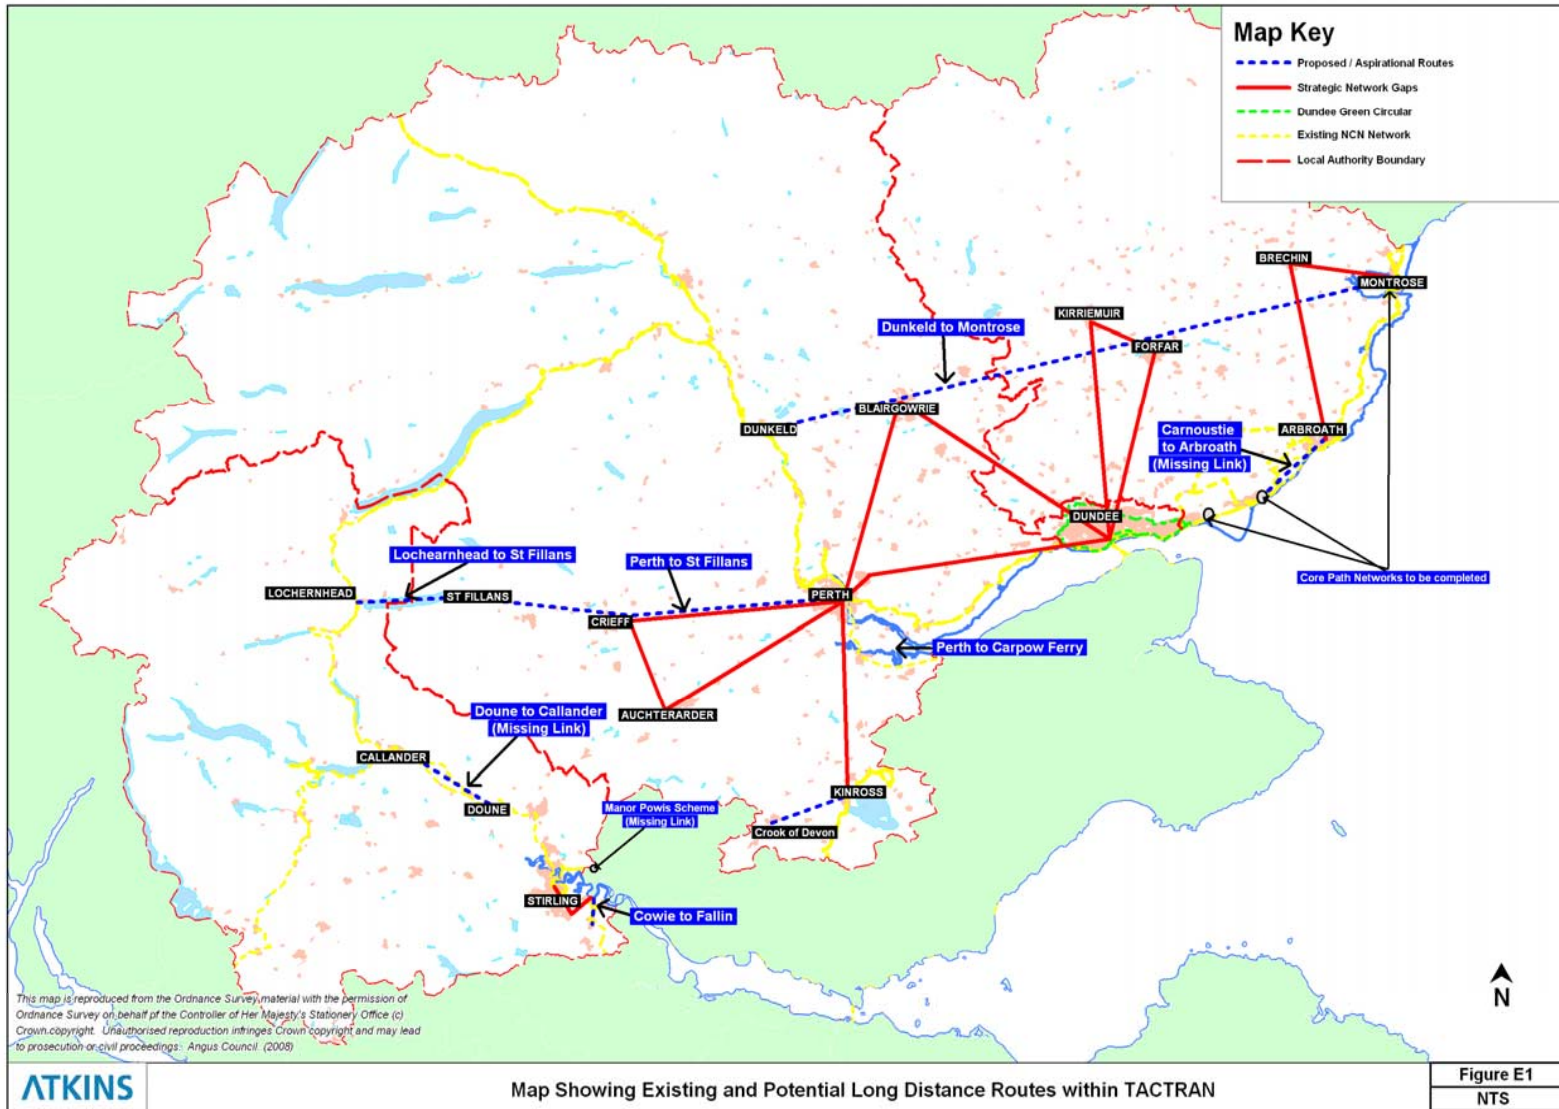 Map Key
Proposed / Aspirational Routes
Strategic Network Gaps
Dundee Green Circular
Existing NCN Network
Local Authority Boundary
BRECHIN
MONTROSE
KIRRIEMUIR
Dunkeld to Montrose
FORFAR
BLAIRGOWRIE
DUNKELD
Carnoustie
to Arbroath
(Missing Link)
ARBROATH
DUNDEE
Lochearnhead to St Fillans
Perth to St Fillans
Core Path Networks to be completed
LOCHERNHEAD
ST FILLANS
PERTH
CRIEFF
Perth to Carpow Ferry
AUCHTERARDER
Doune to Callander
(Missing Link)
CALLANDER
DOUNE
KINROSS
Manor Powis Scheme
(Missing Link)
Crook of Devon
STIRLING
Cowie to Fallin
N
This map is reproduced from the Ordnance Survey material with the permission of
Ordnance Survey on behalf pf the Controller of Her Majesty's Stationery Office (c)
Crown copyright. Unauthorised reproduction infringes Crown copyright and may lead
to prosecution or civil proceedings. Angus Council. (2008)
ATKINS
Map Showing Existing and Potential Long Distance Routes within TACTRAN
Figure E1
NTS